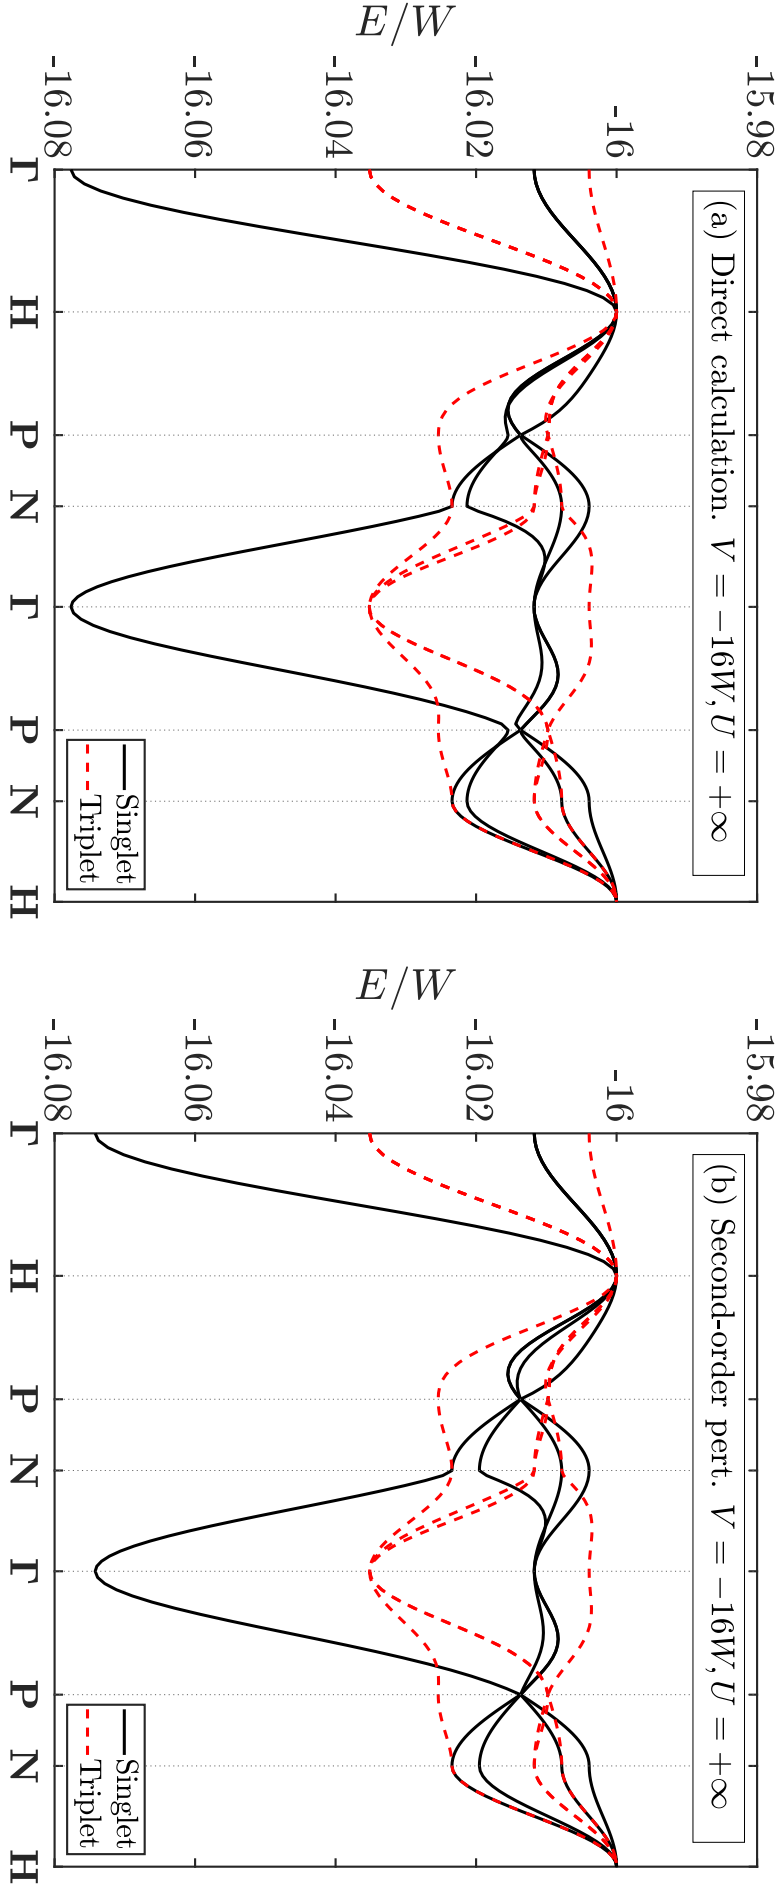 (a) Direct calculation. V = −16W, U = +∞
E/W
-15.98
-16
-16.02
-16.04
-16.06
-16.08
Γ H P N Γ P N H
Singlet
Triplet
(b) Second-order pert. V = −16W, U = +∞
E/W
-15.98
-16
-16.02
-16.04
-16.06
-16.08
Γ H P N Γ P N H
Singlet
Triplet